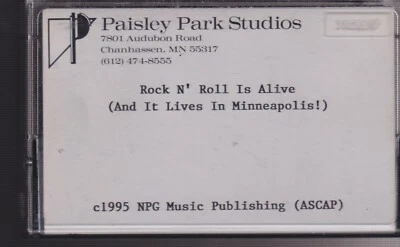 Paisley Park Studios
7801 Audubon Road
Chanhassen, MN 55317
(612) 474-8555
Rock N' Roll Is Alive
(And It Lives In Minneapolis!)
c1995 NPG Music Publishing (ASCAP)